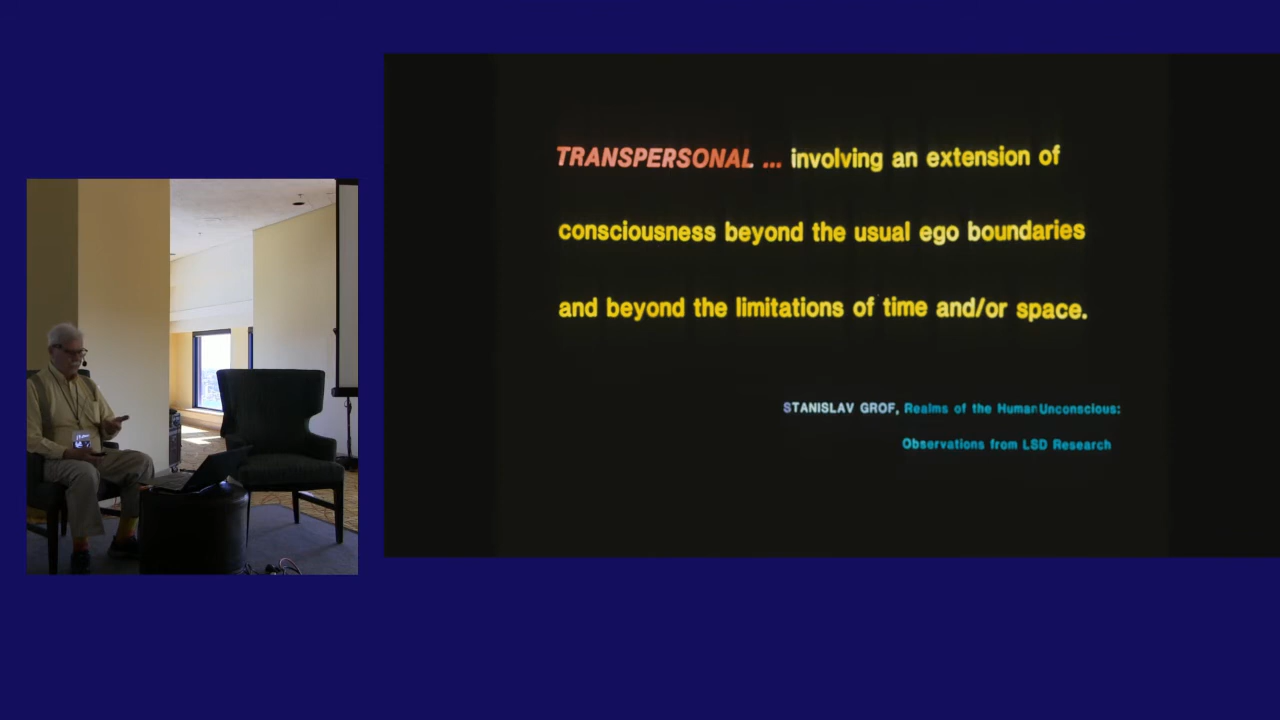 TRANSPERSONAL ... involving an extension of
consciousness beyond the usual ego boundaries
and beyond the limitations of time and/or space.
STANISLAV GROF, Realms of the Human Unconscious:
Observations from LSD Research